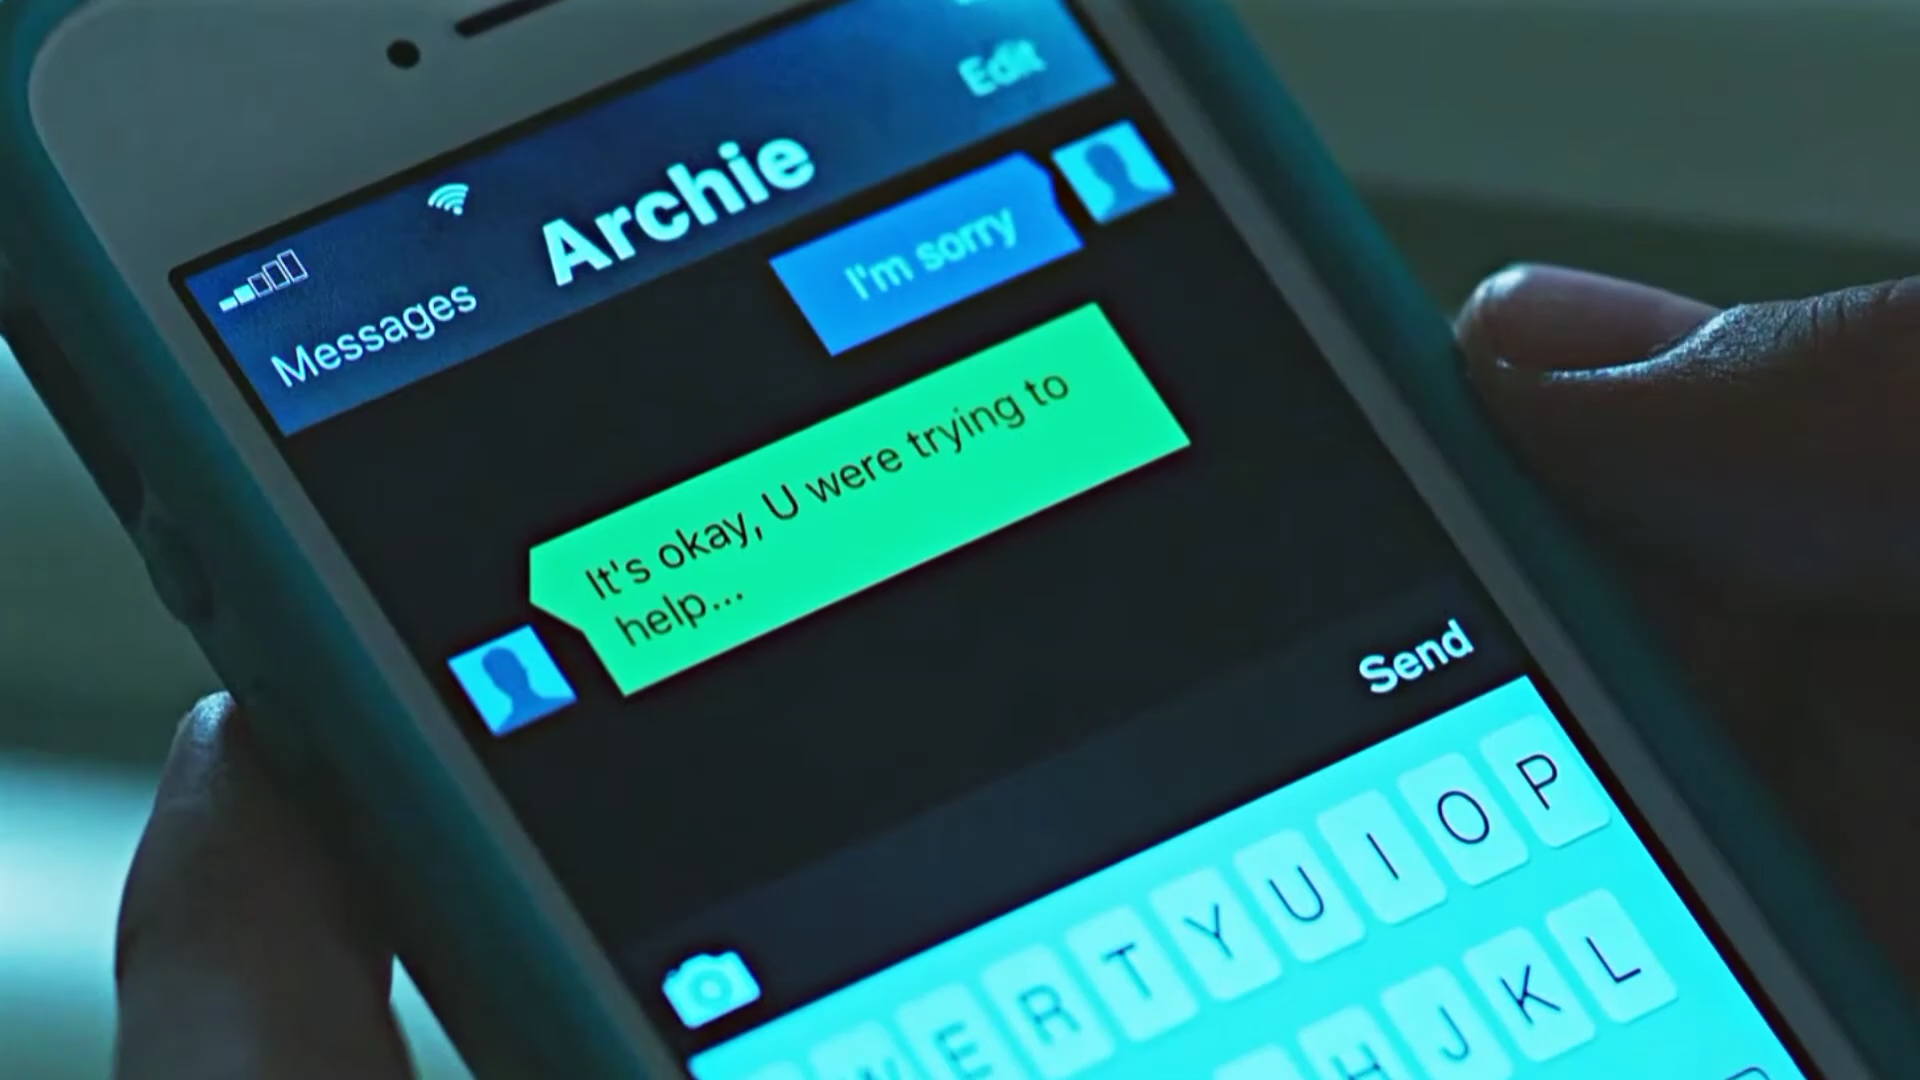 Edit
Messages
Archie
I'm sorry
It's okay, U were trying to
help...
Send
E R T Y U I O P
H J K L